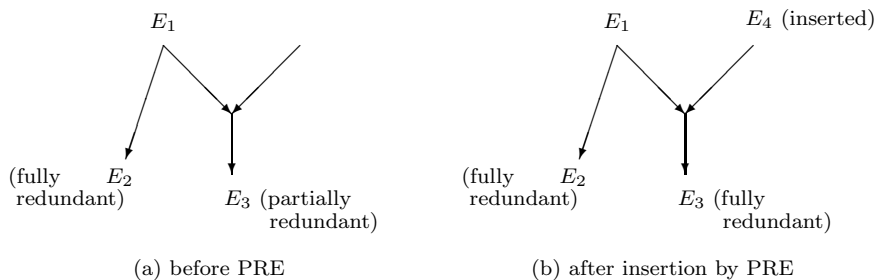 E₁
(fully
redundant)
E₂
E₃ (partially
redundant)
(a) before PRE
E₁
E₄ (inserted)
(fully
redundant)
E₂
E₃ (fully
redundant)
(b) after insertion by PRE